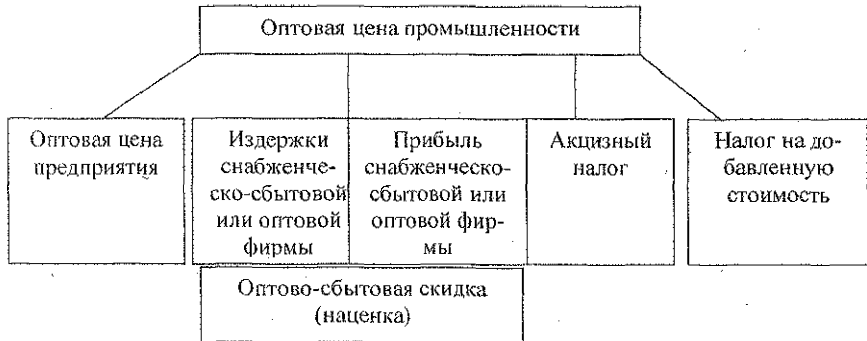 Оптовая цена промышленности
Оптовая цена
предприятия
Издержки
снабженче-
ско-сбытовой
или оптовой
фирмы
Прибыль
снабженческо-
сбытовой или
оптовой фир-
мы
Акцизный
налог
Налог на до-
бавленную
стоимость
Оптово-сбытовая скидка
(наценка)